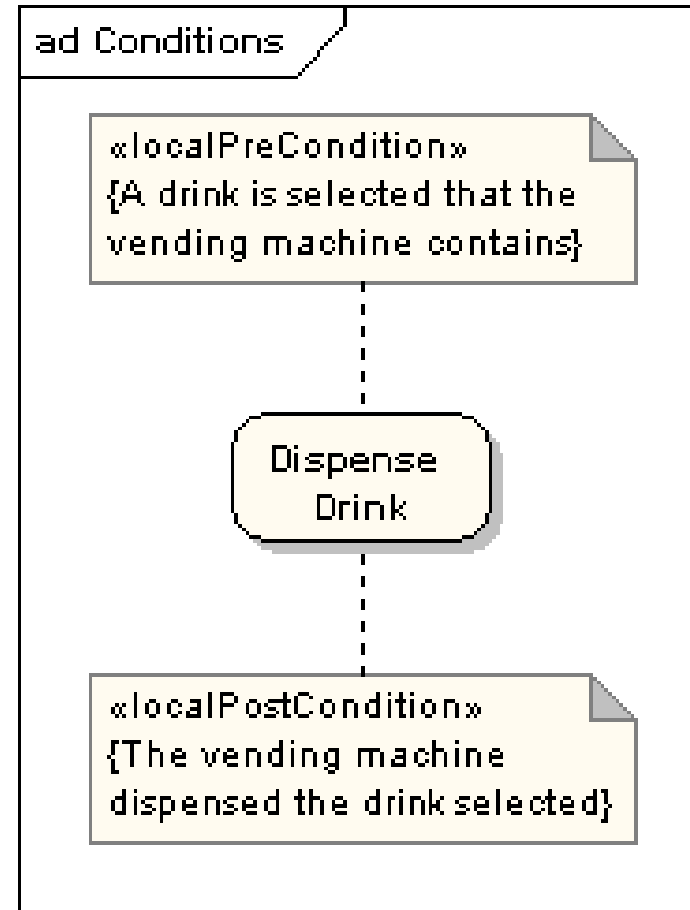 ad Conditions
«localPreCondition»
{A drink is selected that the
vending machine contains}
Dispense
Drink
«localPostCondition»
{The vending machine
dispensed the drink selected}